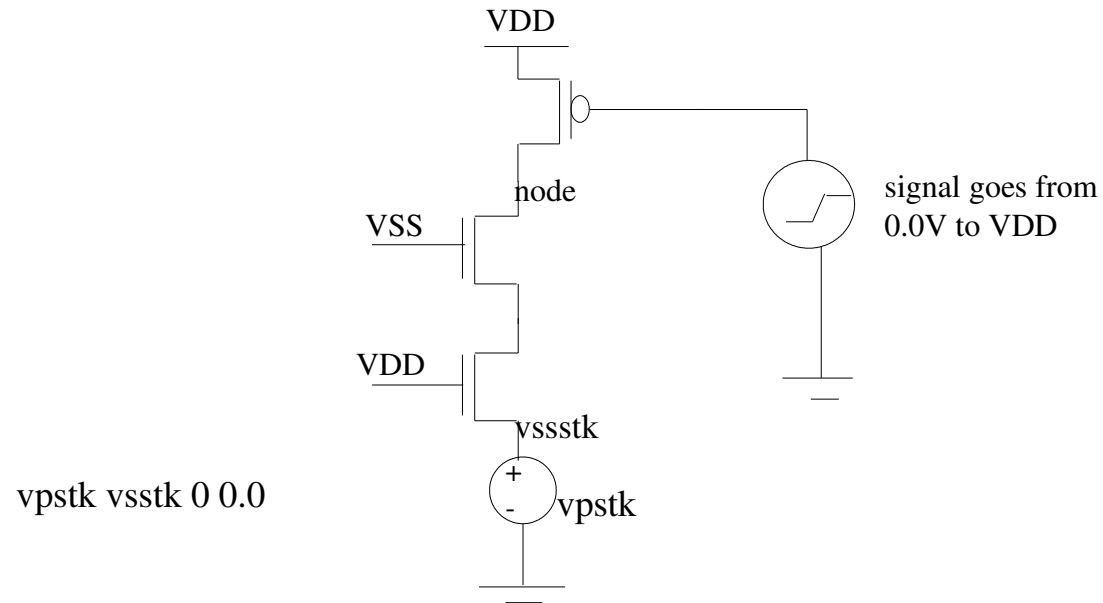 VDD
node
signal goes from
0.0V to VDD
VSS
VDD
vssstk
+
-
vpstk
vpstk vsstk 0 0.0